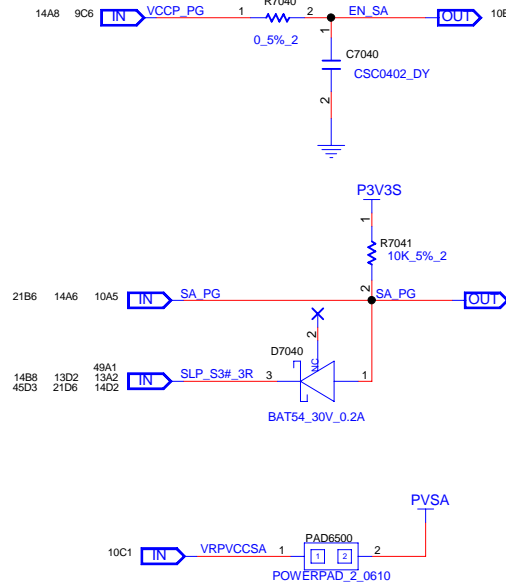 R7040
14A8 9C6 IN VCCP_PG 1 2 EN_SA OUT
0_5%_2
1
C7040
CSC0402_DY
2
P3V3S
1
R7041
10K_5%_2
2
21B6 14A6 10A5 IN SA_PG SA_PG OUT
2
NC
D7040
49A1
14B8 13D2 13A2 IN SLP_S3#_3R 3 1
45D3 21D6 14D2
BAT54_30V_0.2A
PVSA
PAD6500
10C1 IN VRPVCCSA 1 1 2 2
POWERPAD_2_0610